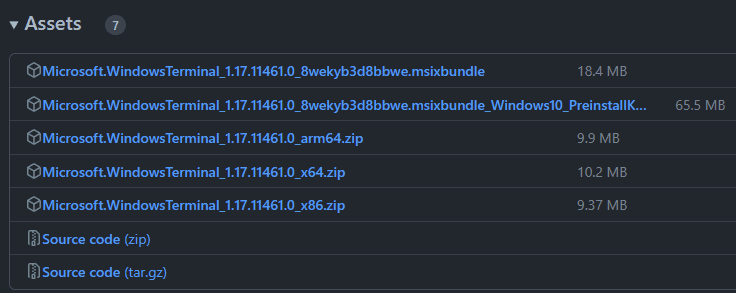 Assets 7
Microsoft.WindowsTerminal_1.17.11461.0_8wekyb3d8bbwe.msixbundle 18.4 MB
Microsoft.WindowsTerminal_1.17.11461.0_8wekyb3d8bbwe.msixbundle_Windows10_PreinstallK... 65.5 MB
Microsoft.WindowsTerminal_1.17.11461.0_arm64.zip 9.9 MB
Microsoft.WindowsTerminal_1.17.11461.0_x64.zip 10.2 MB
Microsoft.WindowsTerminal_1.17.11461.0_x86.zip 9.37 MB
Source code (zip)
Source code (tar.gz)